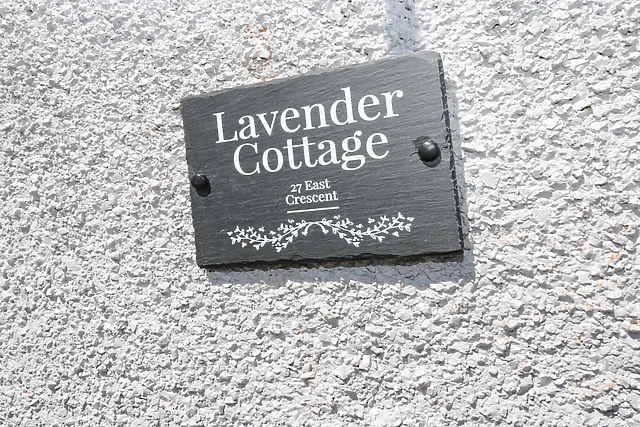 Lavender
Cottage
27 East
Crescent